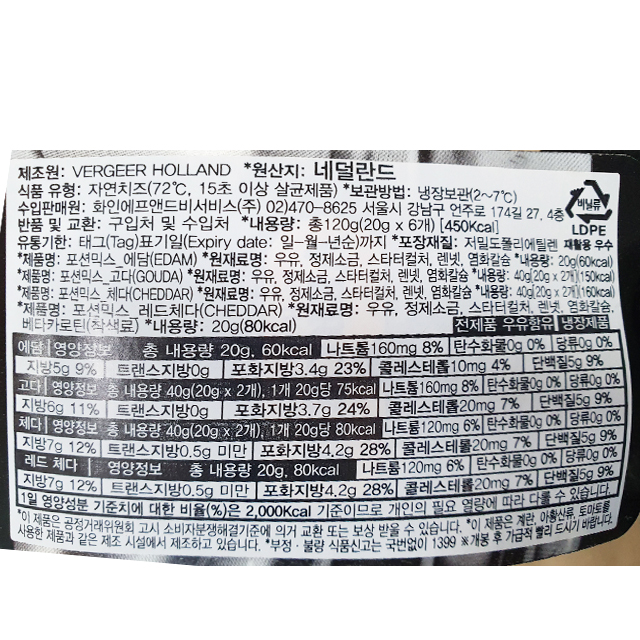 제조원: VERGEER HOLLAND *원산지: 네덜란드
식품 유형: 자연치즈(72℃, 15초 이상 살균제품) *보관방법: 냉장보관(2~7℃)
수입판매원: 화인에프앤드비서비스(주) 02)470-8625 서울시 강남구 언주로 174길 27, 4층
반품 및 교환: 구입처 및 수입처 *내용량: 총120g(20g x 6개) [450Kcal]
비닐류
LDPE
유통기한: 태그(Tag)표기일(Expiry date: 일-월-년순)까지 *포장재질: 저밀도폴리에틸렌 재활용 우수
*제품명: 포션믹스_에담(EDAM) *원재료명: 우유, 정제소금, 스타터컬처, 렌넷, 염화칼슘 *내용량: 20g(60kcal)
*제품명: 포션믹스_고다(GOUDA) *원재료명: 우유, 정제소금, 스타터컬처, 렌넷, 염화칼슘 *내용량: 40g[20g x 2개](150kcal)
*제품명: 포션믹스_체다(CHEDDAR) *원재료명: 우유, 정제소금, 스타터컬처, 렌넷, 염화칼슘 *내용량: 40g[20g x 2개](160kcal)
*제품명: 포션믹스_레드체다(CHEDDAR) *원재료명: 우유, 정제소금, 스타터컬처, 렌넷, 염화칼슘,
베타카로틴(착색료) *내용량: 20g(80kcal) 전제품 우유함유 냉장제품
에담 영양정보 총 내용량 20g, 60kcal 나트륨160mg 8% 탄수화물0g 0% 당류0g 0%
지방5g 9% 트랜스지방0g 포화지방3.4g 23% 콜레스테롤10mg 4% 단백질5g 9%
고다 영양정보 총 내용량 40g(20g x 2개), 1개 20g당 75kcal 나트륨160mg 8% 탄수화물0g 0% 당류0g 0%
지방6g 11% 트랜스지방0g 포화지방3.7g 24% 콜레스테롤20mg 7% 단백질5g 9%
체다 영양정보 총 내용량 40g(20g x 2개), 1개 20g당 80kcal 나트륨120mg 6% 탄수화물0g 0% 당류0g 0%
지방7g 12% 트랜스지방0.5g 미만 포화지방4.2g 28% 콜레스테롤20mg 7% 단백질5g 9%
레드 체다 영양정보 총 내용량 20g, 80kcal 나트륨120mg 6% 탄수화물0g 0% 당류0g 0%
지방7g 12% 트랜스지방0.5g 미만 포화지방4.2g 28% 콜레스테롤20mg 7% 단백질5g 9%
1일 영양성분 기준치에 대한 비율(%)은 2,000Kcal 기준이므로 개인의 필요 열량에 따라 다를 수 있습니다.
*이 제품은 공정거래위원회 고시 소비자분쟁해결기준에 의거 교환 또는 보상 받을 수 있습니다. *이 제품은 계란, 아황산류, 토마토를
사용한 제품과 같은 제조 시설에서 제조하고 있습니다. *부정·불량 식품신고는 국번없이 1399 ※개봉 후 가급적 빨리 드시기 바랍니다.